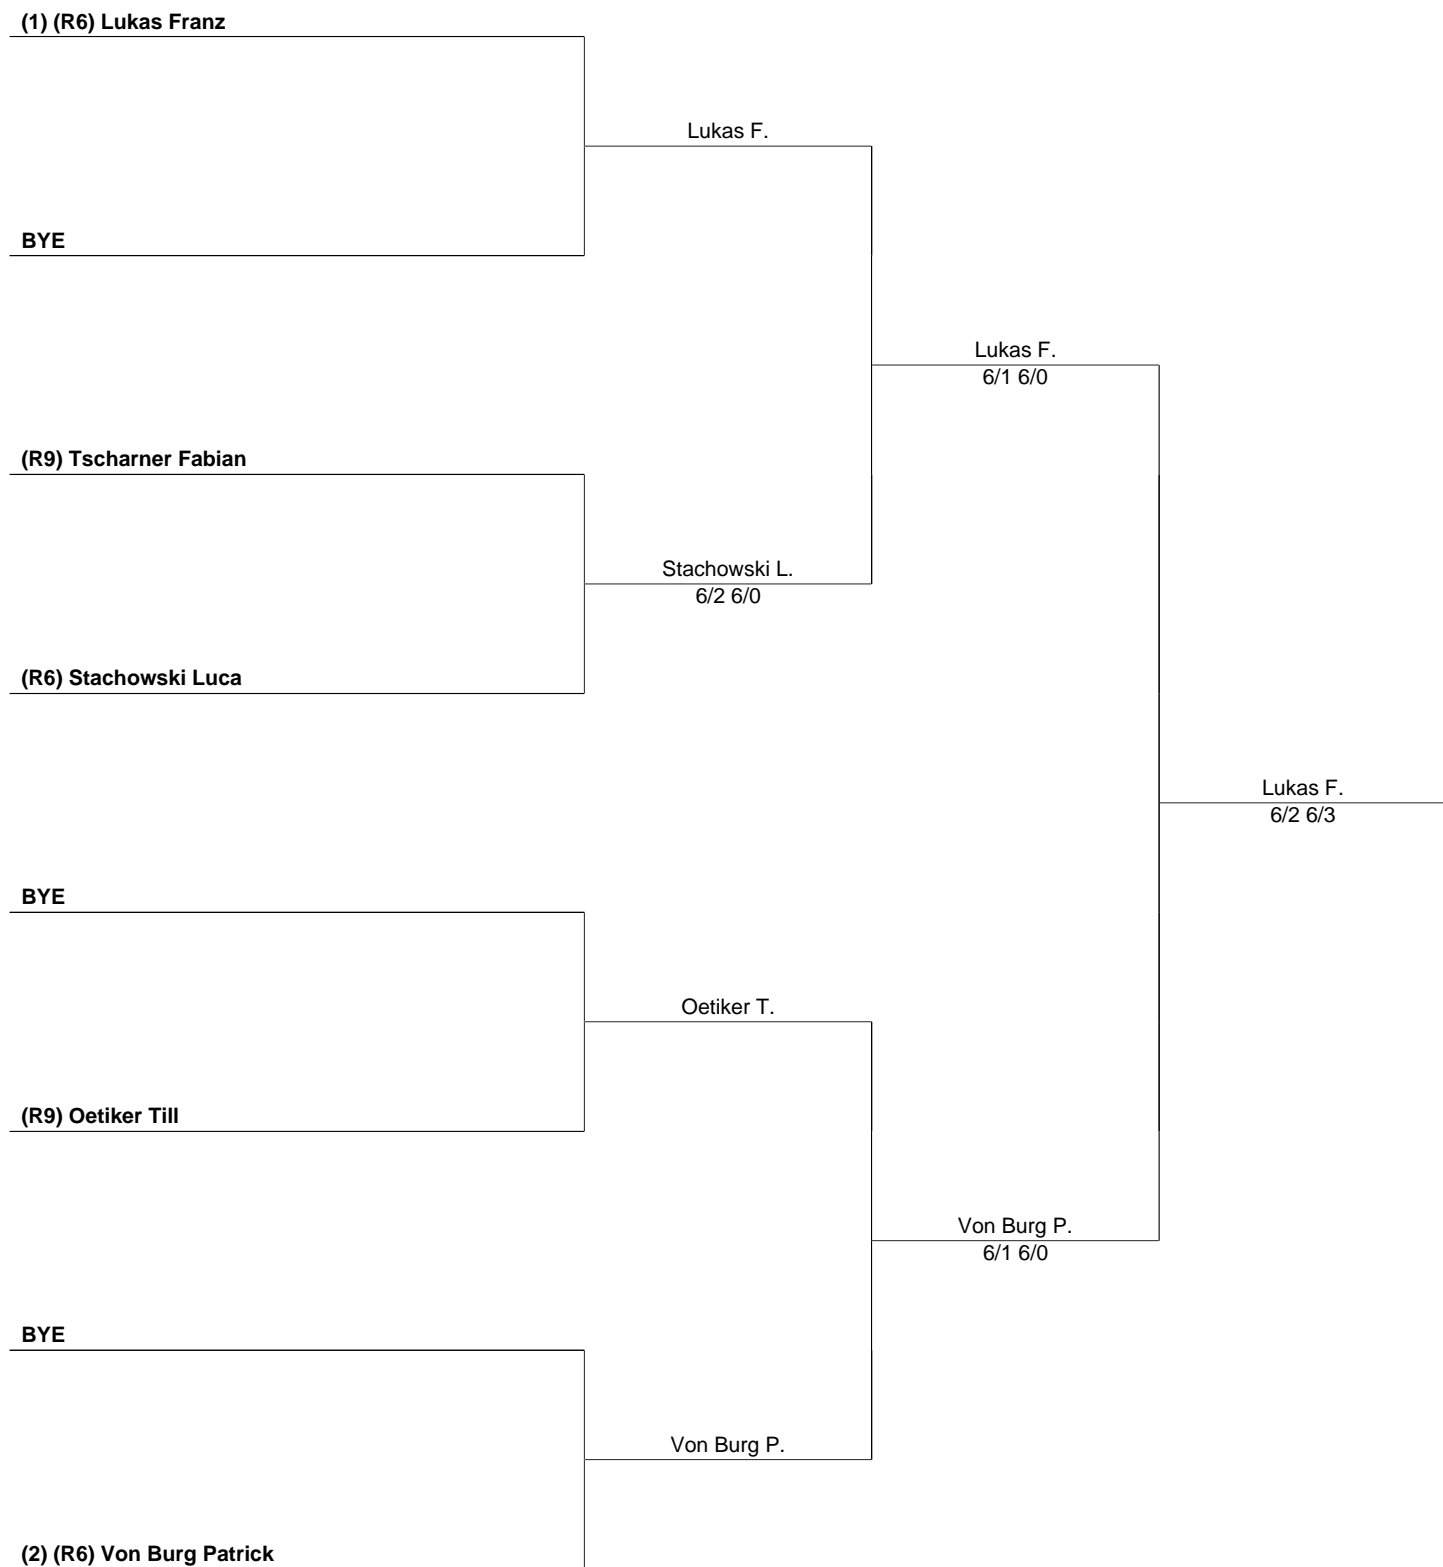 (1) (R6) Lukas Franz
Lukas F.
BYE
Lukas F.
6/1 6/0
(R9) Tscharner Fabian
Stachowski L.
6/2 6/0
(R6) Stachowski Luca
Lukas F.
6/2 6/3
BYE
Oetiker T.
(R9) Oetiker Till
Von Burg P.
6/1 6/0
BYE
Von Burg P.
(2) (R6) Von Burg Patrick